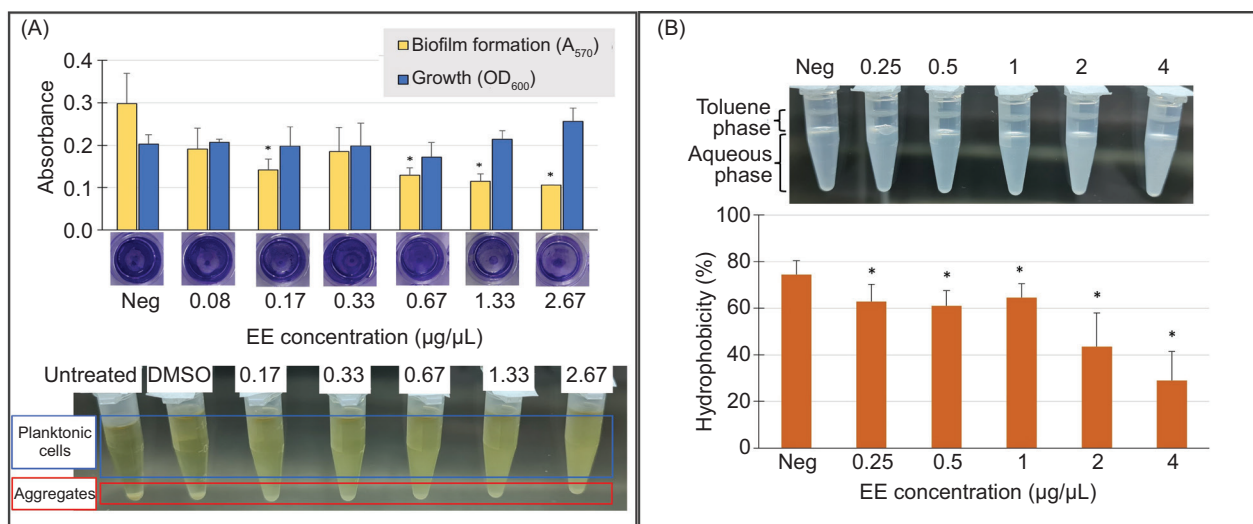 (A)
Biofilm formation (A570)
Growth (OD600)
Absorbance
0.4
0.3
0.2
0.1
0.0
* * * *
Neg 0.08 0.17 0.33 0.67 1.33 2.67
EE concentration (µg/µL)
Untreated DMSO 0.17 0.33 0.67 1.33 2.67
Planktonic
cells
Aggregates
(B)
Neg 0.25 0.5 1 2 4
Toluene
phase
Aqueous
phase
Hydrophobicity (%)
100
80
60
40
20
0
* * * * *
Neg 0.25 0.5 1 2 4
EE concentration (µg/µL)